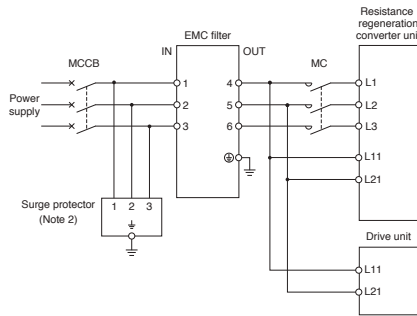 Resistance
regeneration
converter uni
EMC filter
IN
OUT
MCCB
MC
1
4
L1
Power
supply
2
5
L2
3
6
L3
L11
L21
Surge protector
(Note 2)
1 2 3
Drive unit
L11
L21